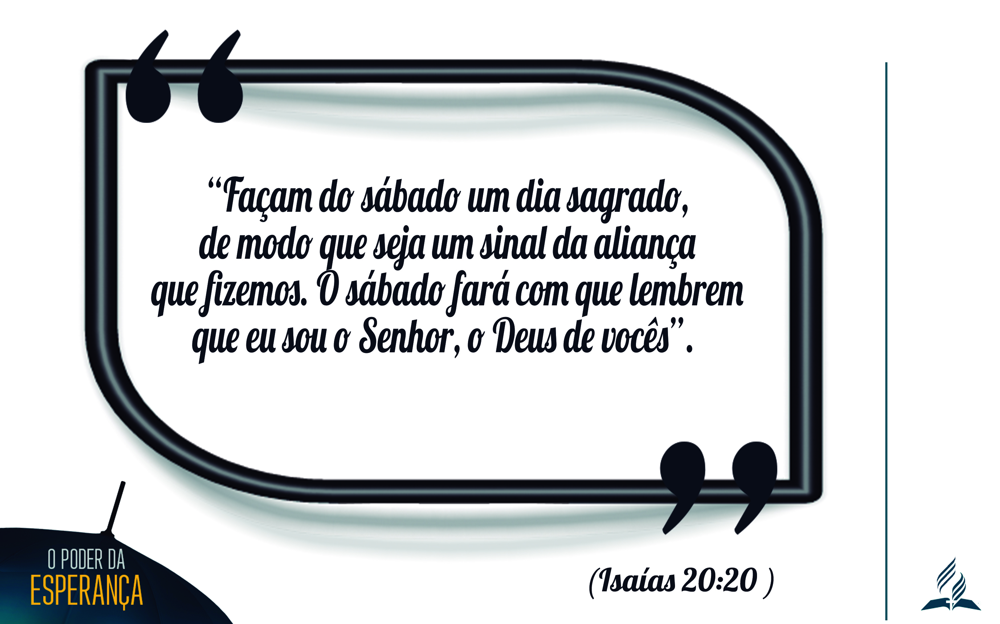 “Façam do sábado um dia sagrado,
de modo que seja um sinal da aliança
que fizemos. O sábado fará com que lembrem
que eu sou o Senhor, o Deus de vocês”.
(Isaías 20:20 )
O PODER DA
ESPERANÇA